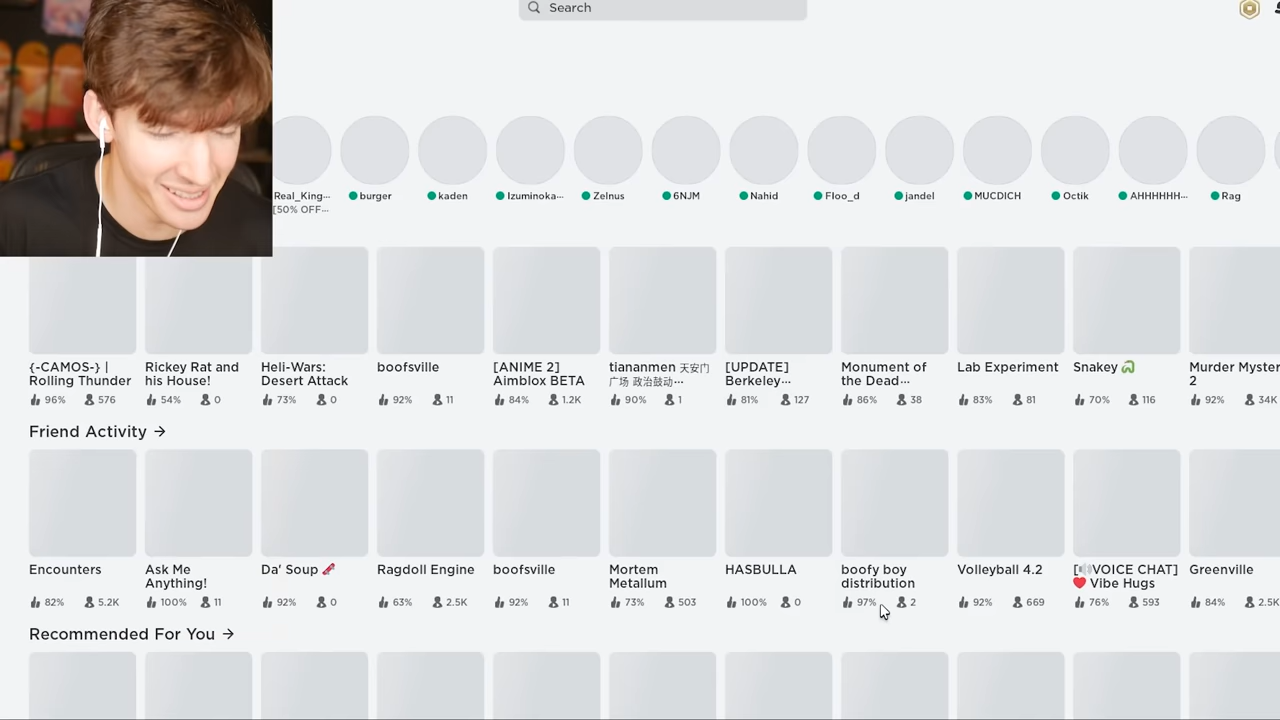 Search
Real_King...
burger
kaden
Izuminoka...
Zelnus
6NJM
Nahid
Floo_d
jandel
MUCDICH
Octik
AHHHHHH...
Rag
[50% OFF...
{-CAMOS-} |
Rolling Thunder
96% 576
Rickey Rat and
his House!
54% 0
Heli-Wars:
Desert Attack
73% 0
boofsville
92% 11
[ANIME 2]
Aimblox BETA
84% 1.2K
tiananmen 天安门
广场 政治鼓动...
90% 1
[UPDATE]
Berkeley...
81% 127
Monument of
the Dead...
86% 38
Lab Experiment
83% 81
Snakey 🐍
70% 116
Murder Myster
2
92% 34K
Friend Activity →
Encounters
82% 5.2K
Ask Me
Anything!
100% 11
Da' Soup
92% 0
Ragdoll Engine
63% 2.5K
boofsville
92% 11
Mortem
Metallum
73% 503
HASBULLA
100% 0
boofy boy
distribution
97% 2
Volleyball 4.2
92% 669
[🔊VOICE CHAT]
❤️ Vibe Hugs
76% 593
Greenville
84% 2.5K
Recommended For You →